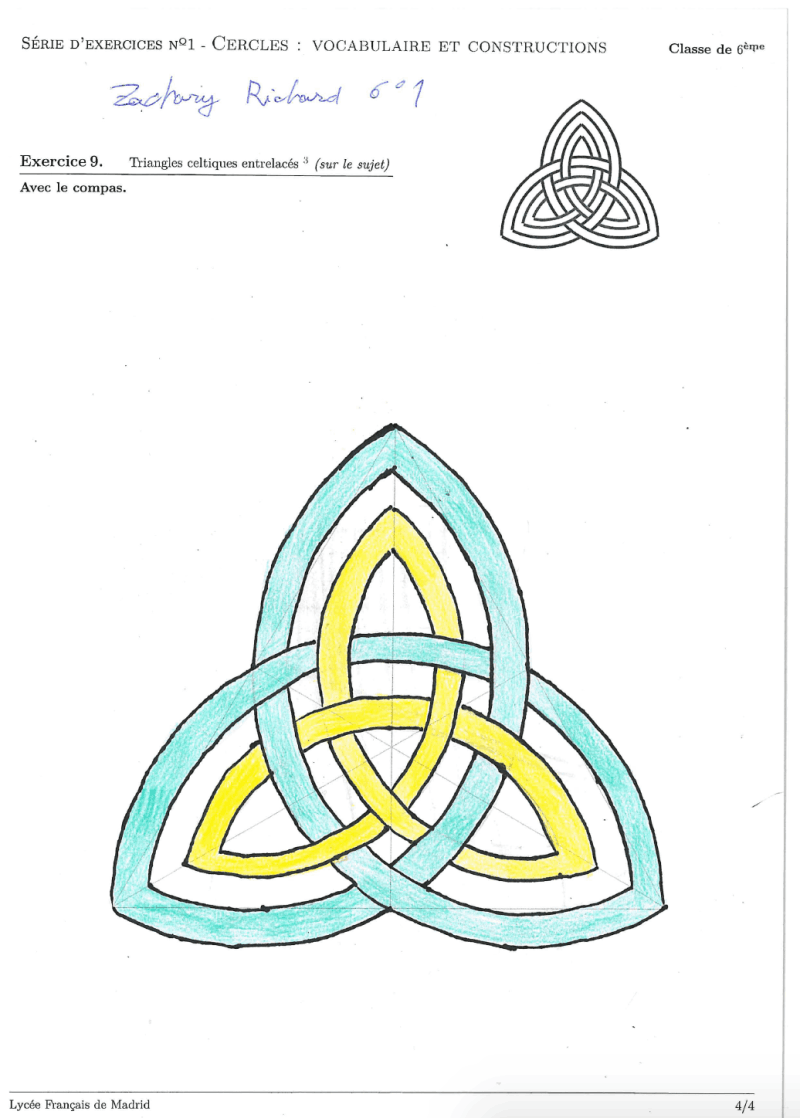 SÉRIE D'EXERCICES Nº1 - CERCLES : VOCABULAIRE ET CONSTRUCTIONS Classe de 6ème
Zachary Richard 6°1
Exercice 9. Triangles celtiques entrelacés ³ (sur le sujet)
Avec le compas.
Lycée Français de Madrid 4/4